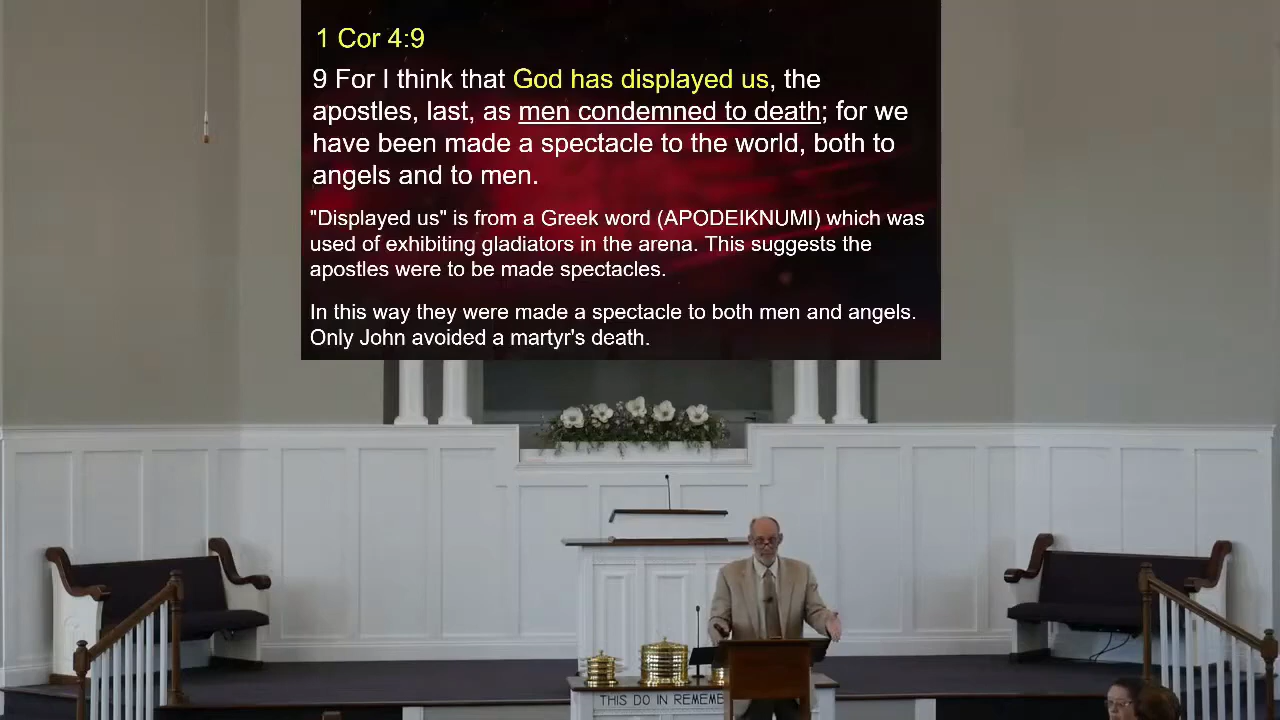 1 Cor 4:9
9 For I think that God has displayed us, the
apostles, last, as men condemned to death; for we
have been made a spectacle to the world, both to
angels and to men.
"Displayed us" is from a Greek word (APODEIKNUMI) which was
used of exhibiting gladiators in the arena. This suggests the
apostles were to be made spectacles.
In this way they were made a spectacle to both men and angels.
Only John avoided a martyr's death.
THIS DO IN REMEM